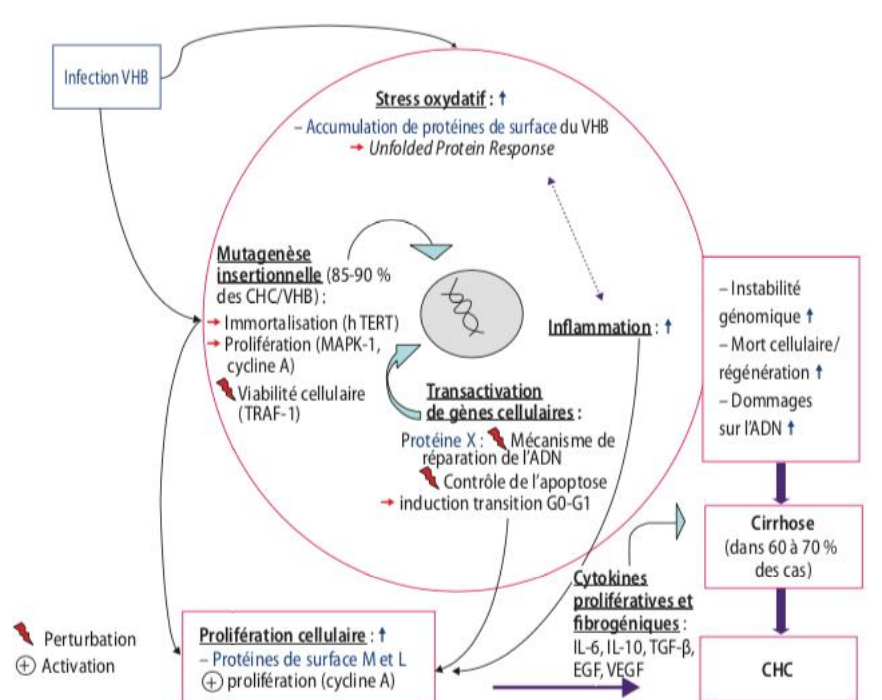 Infection VHB
Stress oxydatif : ↑
– Accumulation de protéines de surface du VHB
→ Unfolded Protein Response
Mutagenèse
insertionnelle (85-90 %
des CHC/VHB) :
→ Immortalisation (h TERT)
→ Prolifération (MAPK-1,
cycline A)
Viabilité cellulaire
(TRAF-1)
Inflammation : ↑
Transactivation
de gènes cellulaires :
Protéine X : Mécanisme de
réparation de l'ADN
Contrôle de l'apoptose
→ induction transition G0-G1
– Instabilité
génomique ↑
– Mort cellulaire/
régénération ↑
– Dommages
sur l'ADN ↑
Cirrhose
(dans 60 à 70 %
des cas)
Cytokines
prolifératives et
fibrogéniques :
IL-6, IL-10, TGF-β,
EGF, VEGF
CHC
Prolifération cellulaire : ↑
– Protéines de surface M et L
⊕ prolifération (cycline A)
Perturbation
⊕ Activation